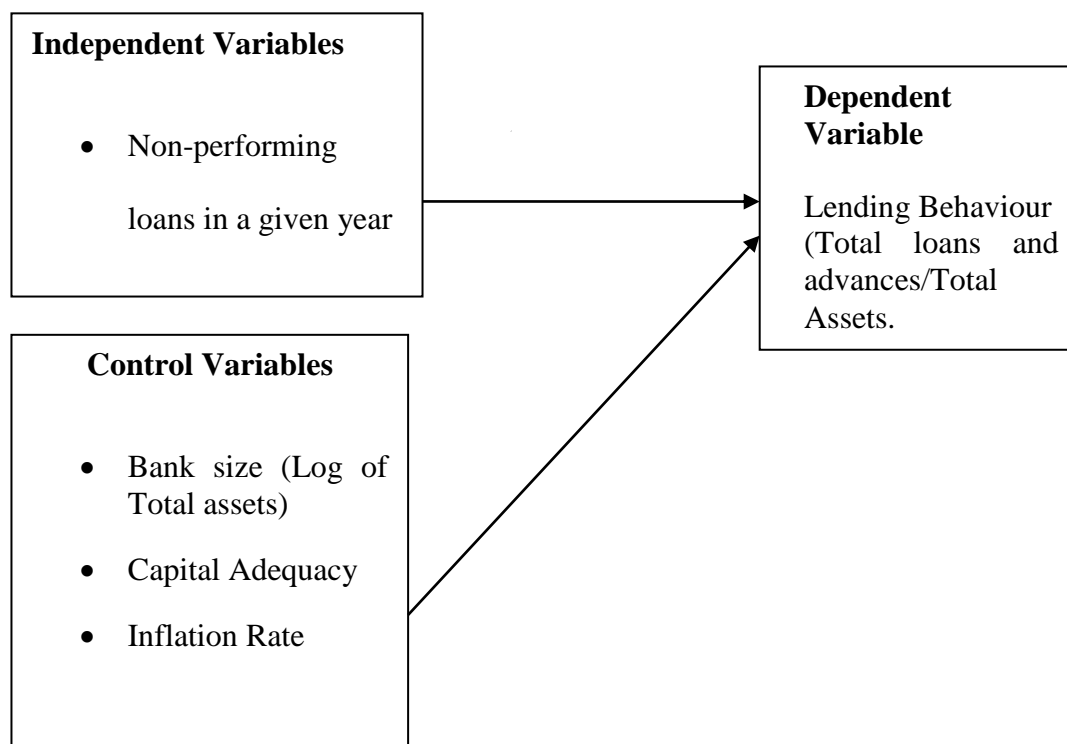 Independent Variables
• Non-performing
loans in a given year
Dependent
Variable
Lending Behaviour
(Total loans and
advances/Total
Assets.
Control Variables
• Bank size (Log of
Total assets)
• Capital Adequacy
• Inflation Rate